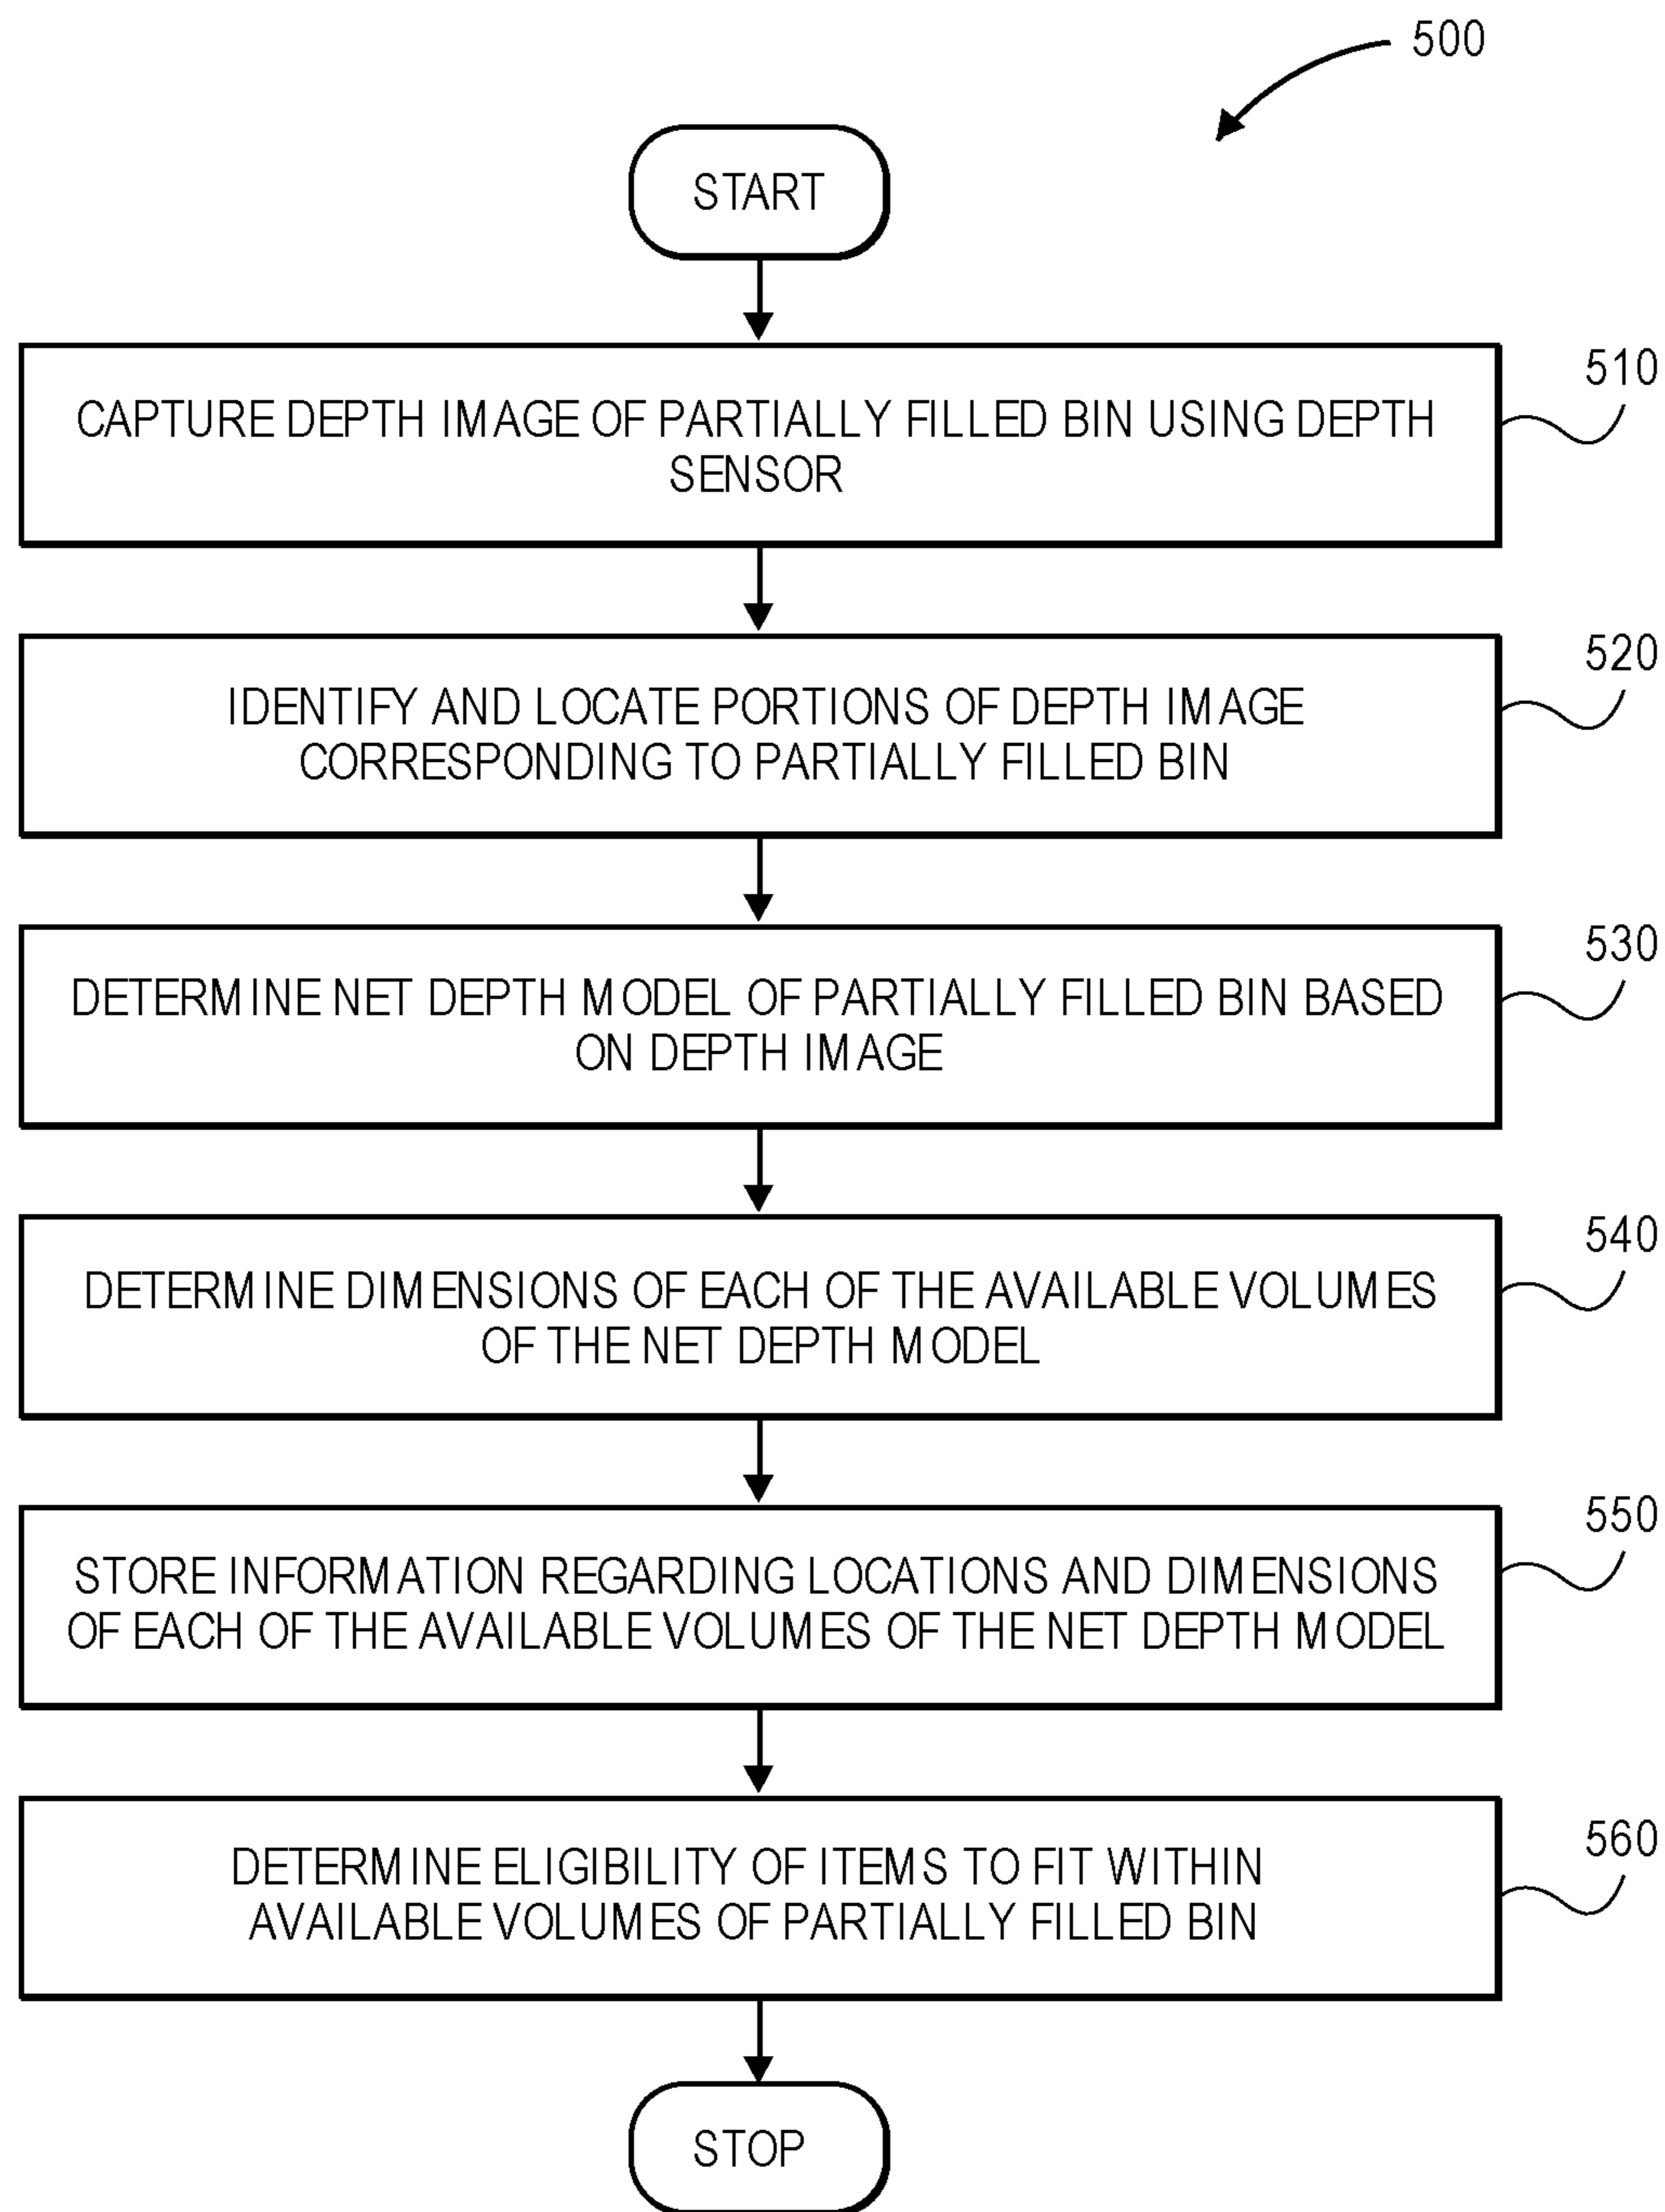 500
START
510
CAPTURE DEPTH IMAGE OF PARTIALLY FILLED BIN USING DEPTH
SENSOR
520
IDENTIFY AND LOCATE PORTIONS OF DEPTH IMAGE
CORRESPONDING TO PARTIALLY FILLED BIN
530
DETERMINE NET DEPTH MODEL OF PARTIALLY FILLED BIN BASED
ON DEPTH IMAGE
540
DETERMINE DIMENSIONS OF EACH OF THE AVAILABLE VOLUMES
OF THE NET DEPTH MODEL
550
STORE INFORMATION REGARDING LOCATIONS AND DIMENSIONS
OF EACH OF THE AVAILABLE VOLUMES OF THE NET DEPTH MODEL
560
DETERMINE ELIGIBILITY OF ITEMS TO FIT WITHIN
AVAILABLE VOLUMES OF PARTIALLY FILLED BIN
STOP